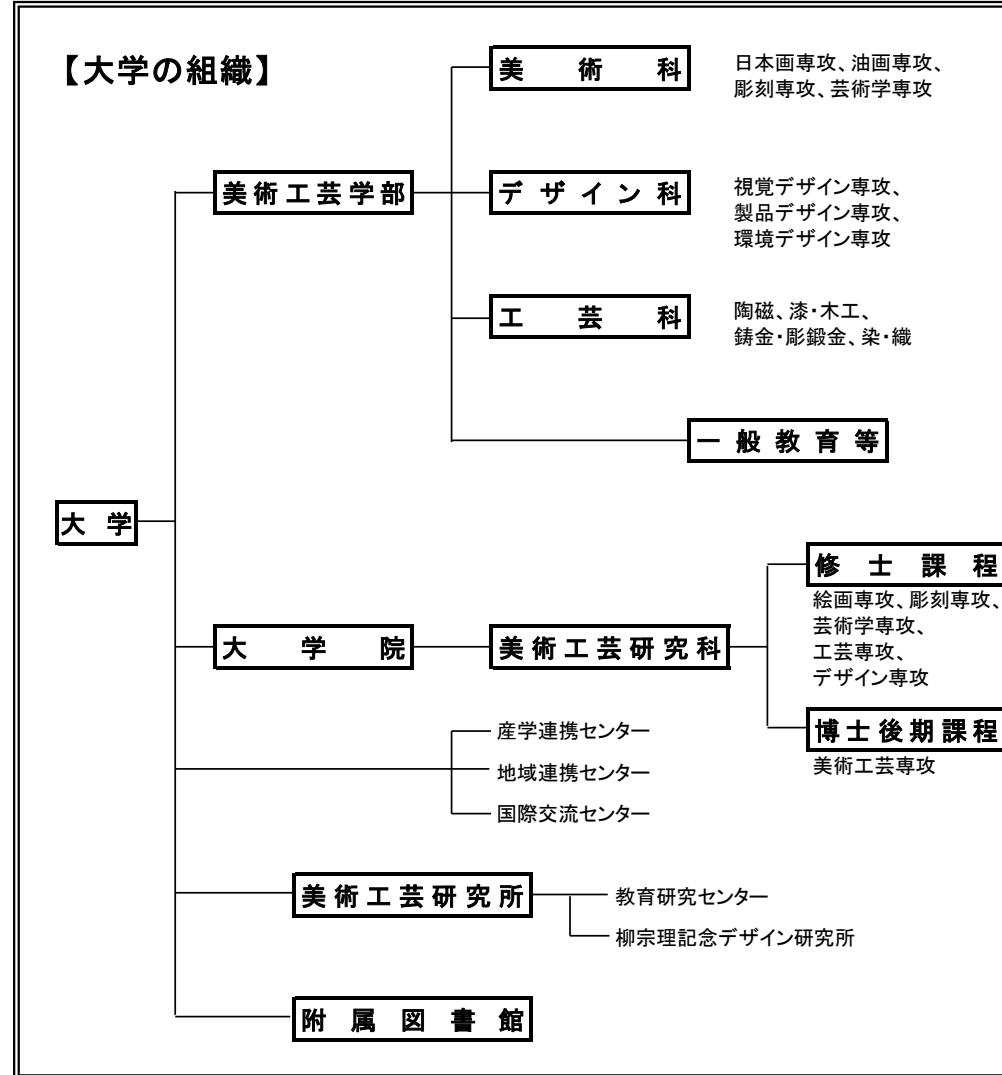 【大学の組織】
美術科
日本画専攻、油画専攻、
彫刻専攻、芸術学専攻
美術工芸学部
デザイン科
視覚デザイン専攻、
製品デザイン専攻、
環境デザイン専攻
工芸科
陶磁、漆・木工、
鋳金・彫鍛金、染・織
一般教育等
大学
大学院
美術工芸研究科
修士課程
絵画専攻、彫刻専攻、
芸術学専攻、
工芸専攻、
デザイン専攻
博士後期課程
美術工芸専攻
産学連携センター
地域連携センター
国際交流センター
美術工芸研究所
教育研究センター
柳宗理記念デザイン研究所
附属図書館